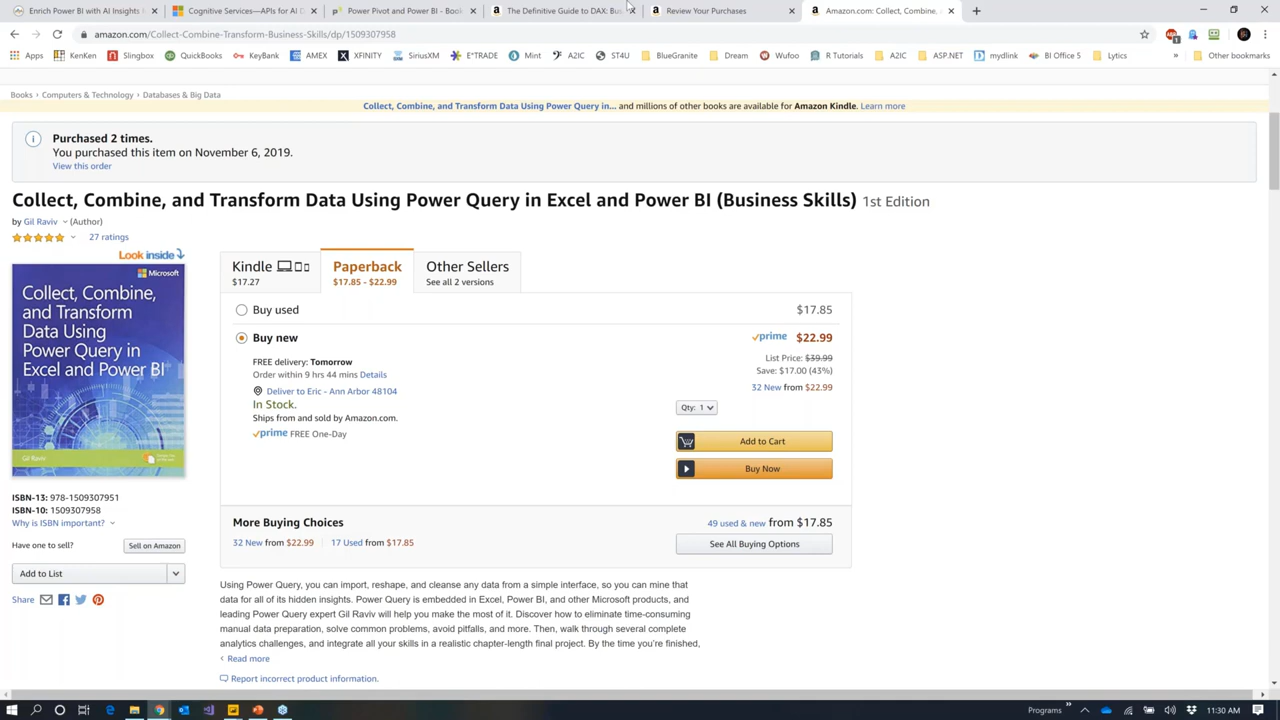 Enrich Power BI with AI Insights
Cognitive Services—APIs for AI D
Power Pivot and Power BI - Book
The Definitive Guide to DAX: Bus
Review Your Purchases
Amazon.com: Collect, Combine,
amazon.com/Collect-Combine-Transform-Business-Skills/dp/1509307958
Apps
KenKen
Slingbox
QuickBooks
KeyBank
AMEX
XFINITY
SiriusXM
E*TRADE
Mint
A2IC
ST4U
BlueGranite
Dream
Wufoo
R Tutorials
A2IC
ASP.NET
mydlink
BI Office 5
Lytics
»
Other bookmarks
Books › Computers & Technology › Databases & Big Data
Collect, Combine, and Transform Data Using Power Query in... and millions of other books are available for Amazon Kindle. Learn more
Purchased 2 times.
You purchased this item on November 6, 2019.
View this order
Collect, Combine, and Transform Data Using Power Query in Excel and Power BI (Business Skills) 1st Edition
by Gil Raviv (Author)
27 ratings
Look inside
Microsoft
Collect, Combine,
and Transform
Data Using
Power Query in
Excel and Power BI
Gil Raviv
ISBN-13: 978-1509307951
ISBN-10: 1509307958
Why is ISBN important?
Have one to sell?
Sell on Amazon
Add to List
Share
Kindle
$17.27
Paperback
$17.85 - $22.99
Other Sellers
See all 2 versions
Buy used
$17.85
Buy new
prime $22.99
FREE delivery: Tomorrow
Order within 9 hrs 44 mins Details
Deliver to Eric - Ann Arbor 48104
In Stock.
Ships from and sold by Amazon.com.
prime FREE One-Day
List Price: $39.99
Save: $17.00 (43%)
32 New from $22.99
Qty: 1
Add to Cart
Buy Now
More Buying Choices
32 New from $22.99 | 17 Used from $17.85
49 used & new from $17.85
See All Buying Options
Using Power Query, you can import, reshape, and cleanse any data from a simple interface, so you can mine that
data for all of its hidden insights. Power Query is embedded in Excel, Power BI, and other Microsoft products, and
leading Power Query expert Gil Raviv will help you make the most of it. Discover how to eliminate time-consuming
manual data preparation, solve common problems, avoid pitfalls, and more. Then, walk through several complete
analytics challenges, and integrate all your skills in a realistic chapter-length final project. By the time you're finished,
‹ Read more
Report incorrect product information.
Programs
»
11:30 AM